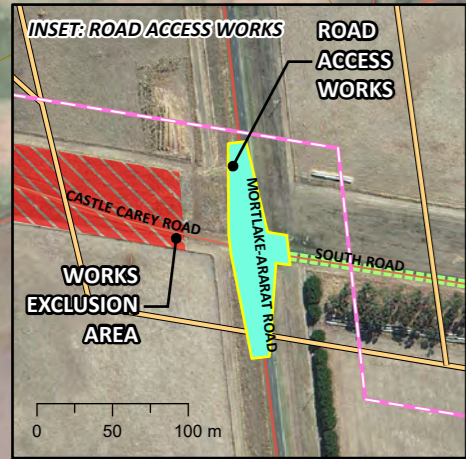 INSET: ROAD ACCESS WORKS
ROAD
ACCESS
WORKS
CASTLE CAREY ROAD
MORTLAKE-ARARAT ROAD
SOUTH ROAD
WORKS
EXCLUSION
AREA
0 50 100 m